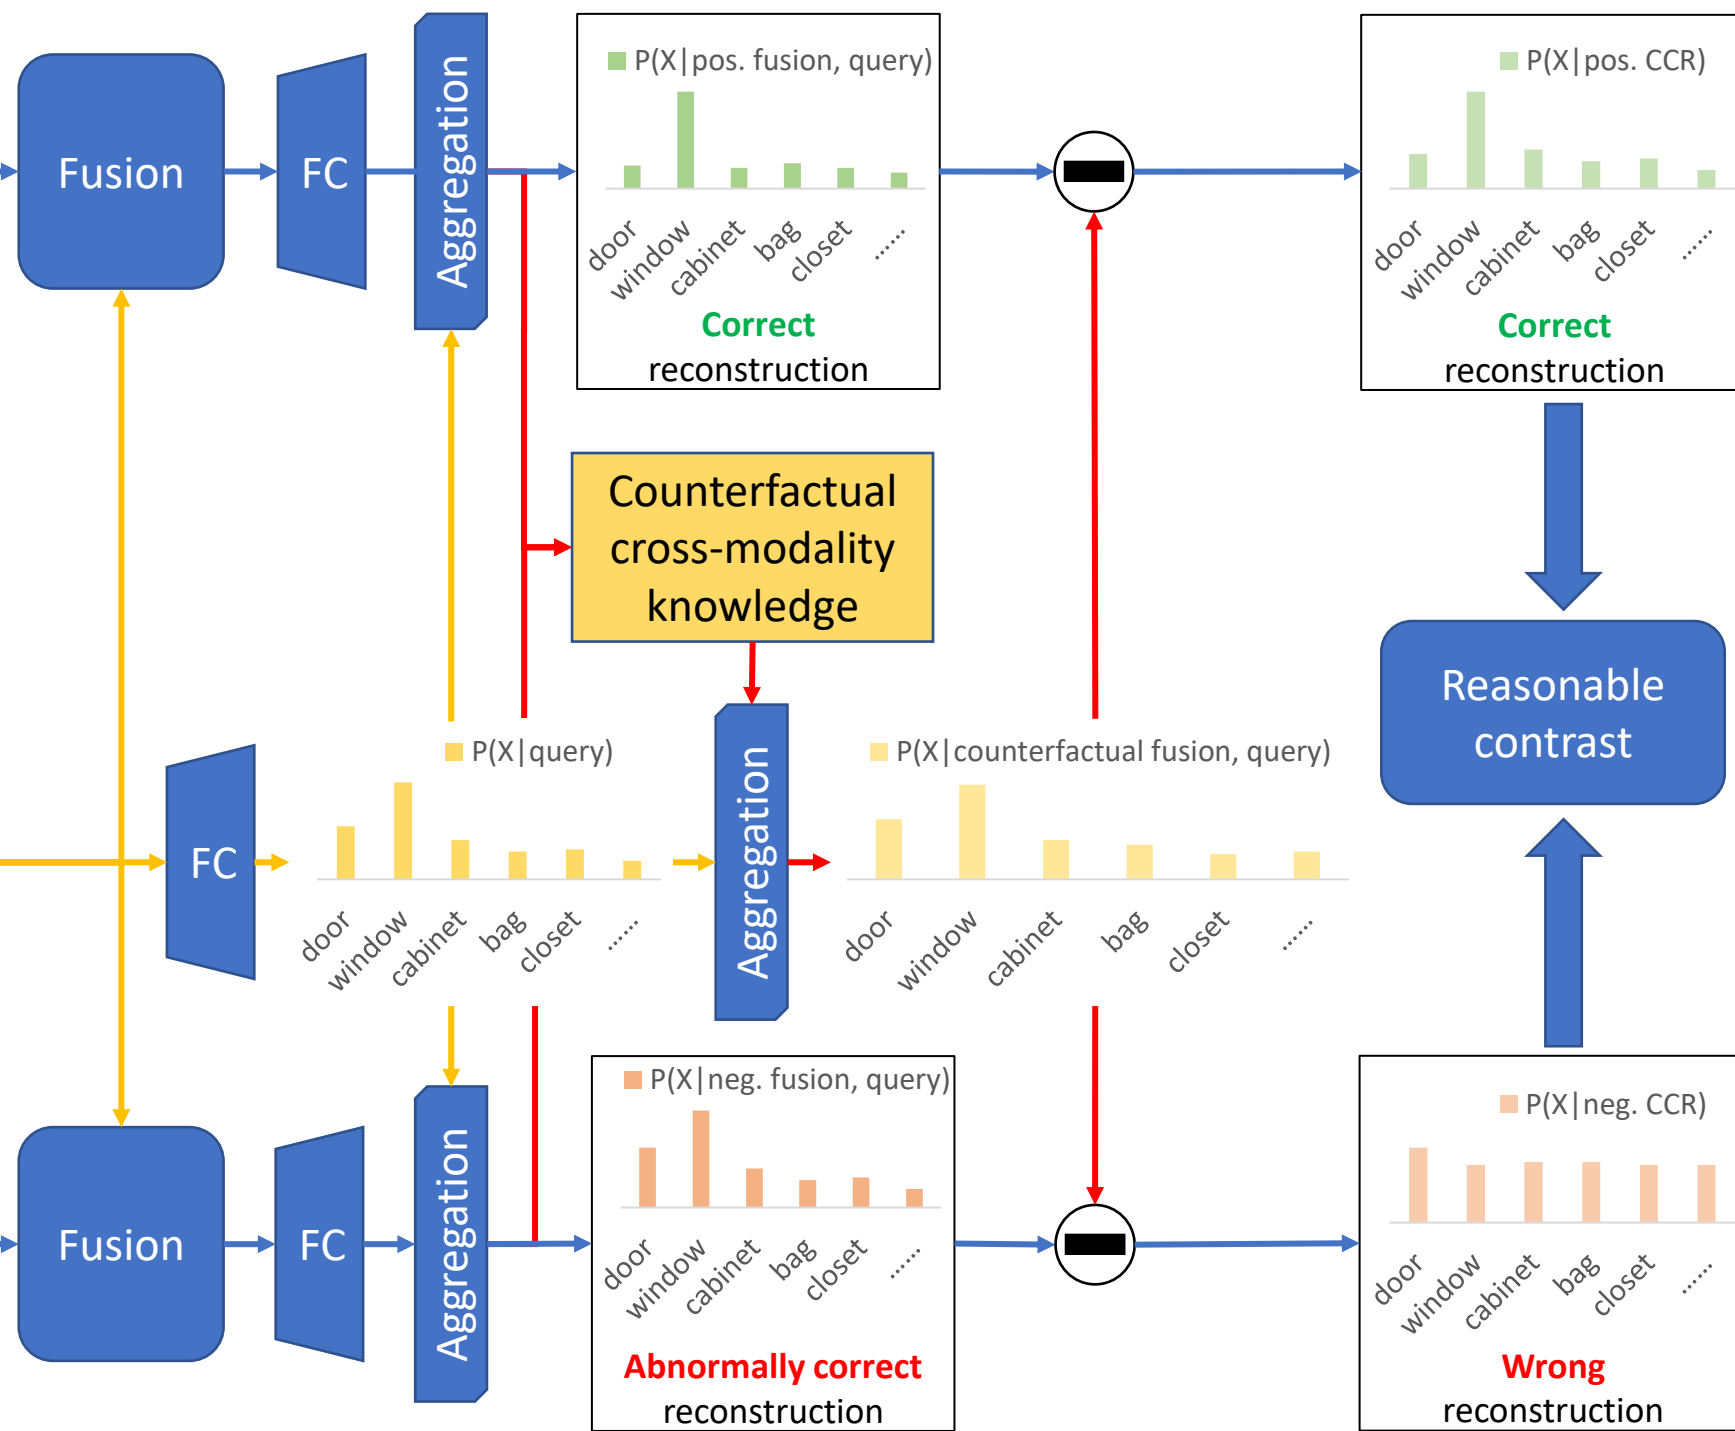 Fusion
FC
Aggregation
P(X|pos. fusion, query)
door
window
cabinet
bag
closet
......
Correct
reconstruction
P(X|pos. CCR)
door
window
cabinet
bag
closet
......
Correct
reconstruction
Counterfactual
cross-modality
knowledge
Reasonable
contrast
FC
P(X|query)
door
window
cabinet
bag
closet
......
Aggregation
P(X|counterfactual fusion, query)
door
window
cabinet
bag
closet
......
Fusion
FC
Aggregation
P(X|neg. fusion, query)
door
window
cabinet
bag
closet
......
Abnormally correct
reconstruction
P(X|neg. CCR)
door
window
cabinet
bag
closet
......
Wrong
reconstruction